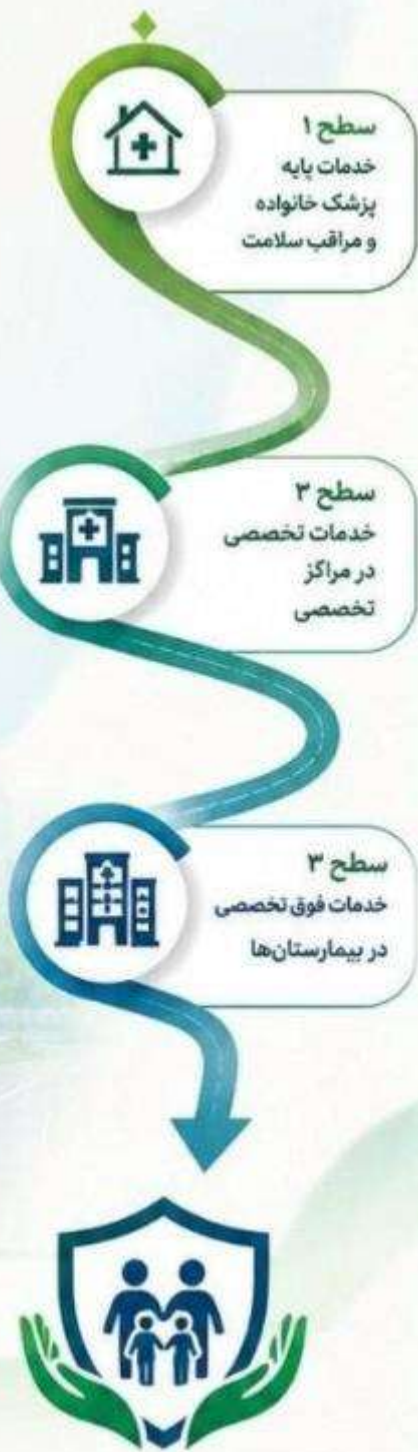 سطح ۱
خدمات پایه
پزشک خانواده
و مراقب سلامت
سطح ۳
خدمات تخصصی
در مراکز
تخصصی
سطح ۳
خدمات فوق تخصصی
در بیمارستان‌ها